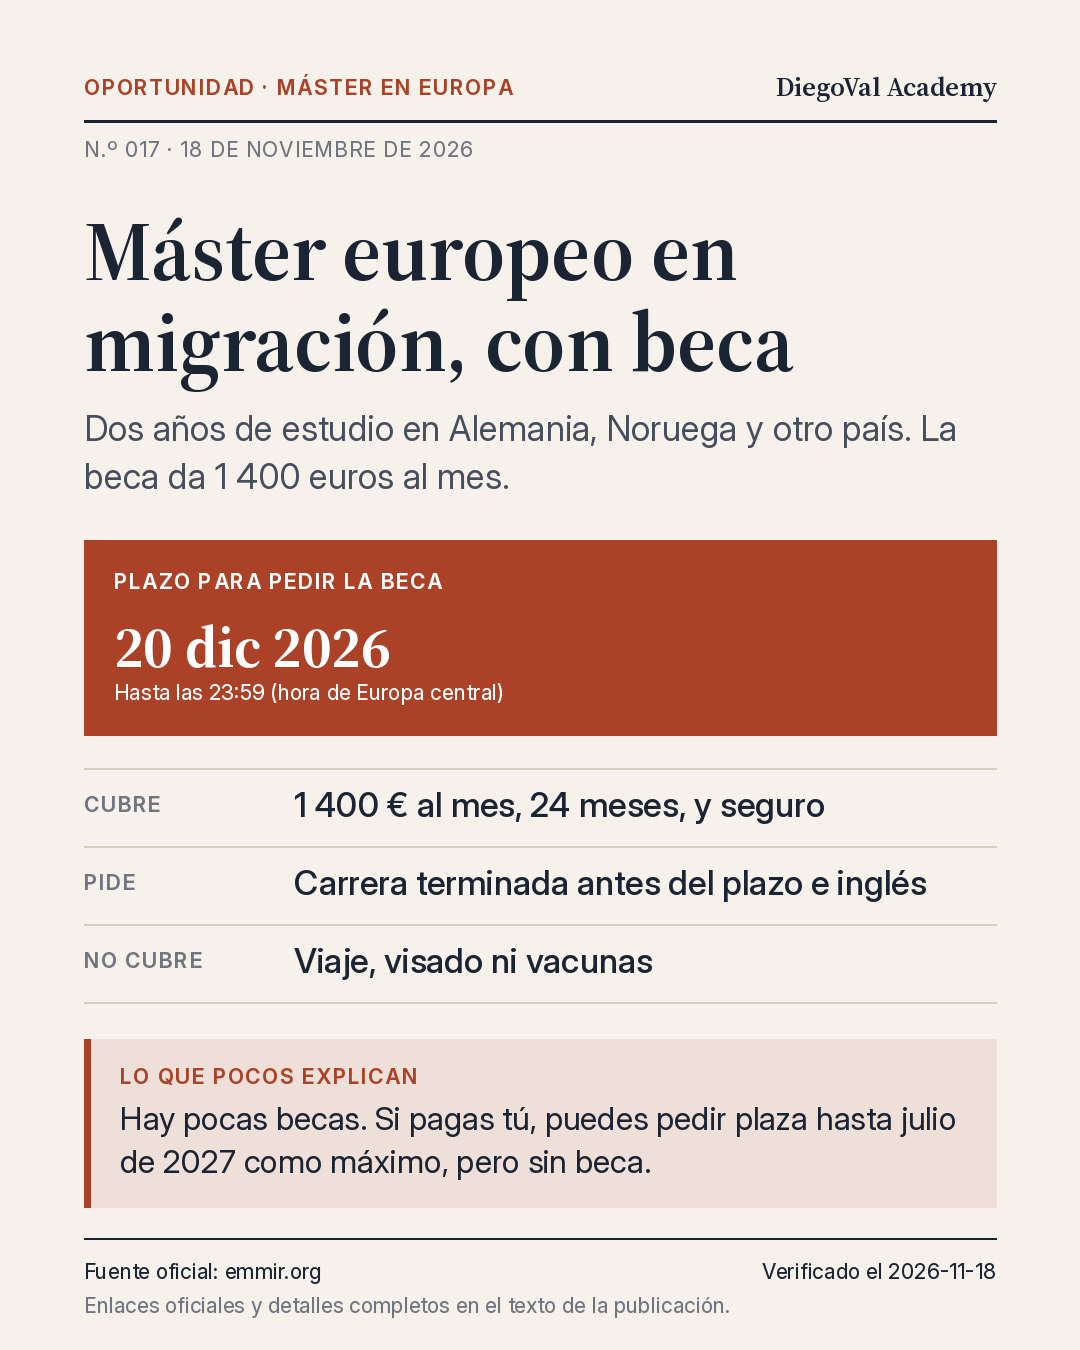 OPORTUNIDAD · MÁSTER EN EUROPA
DiegoVal Academy
N.º 017 · 18 DE NOVIEMBRE DE 2026
Máster europeo en
migración, con beca
Dos años de estudio en Alemania, Noruega y otro país. La
beca da 1 400 euros al mes.
PLAZO PARA PEDIR LA BECA
20 dic 2026
Hasta las 23:59 (hora de Europa central)
CUBRE
1 400 € al mes, 24 meses, y seguro
PIDE
Carrera terminada antes del plazo e inglés
NO CUBRE
Viaje, visado ni vacunas
LO QUE POCOS EXPLICAN
Hay pocas becas. Si pagas tú, puedes pedir plaza hasta julio
de 2027 como máximo, pero sin beca.
Fuente oficial: emmir.org
Verificado el 2026-11-18
Enlaces oficiales y detalles completos en el texto de la publicación.